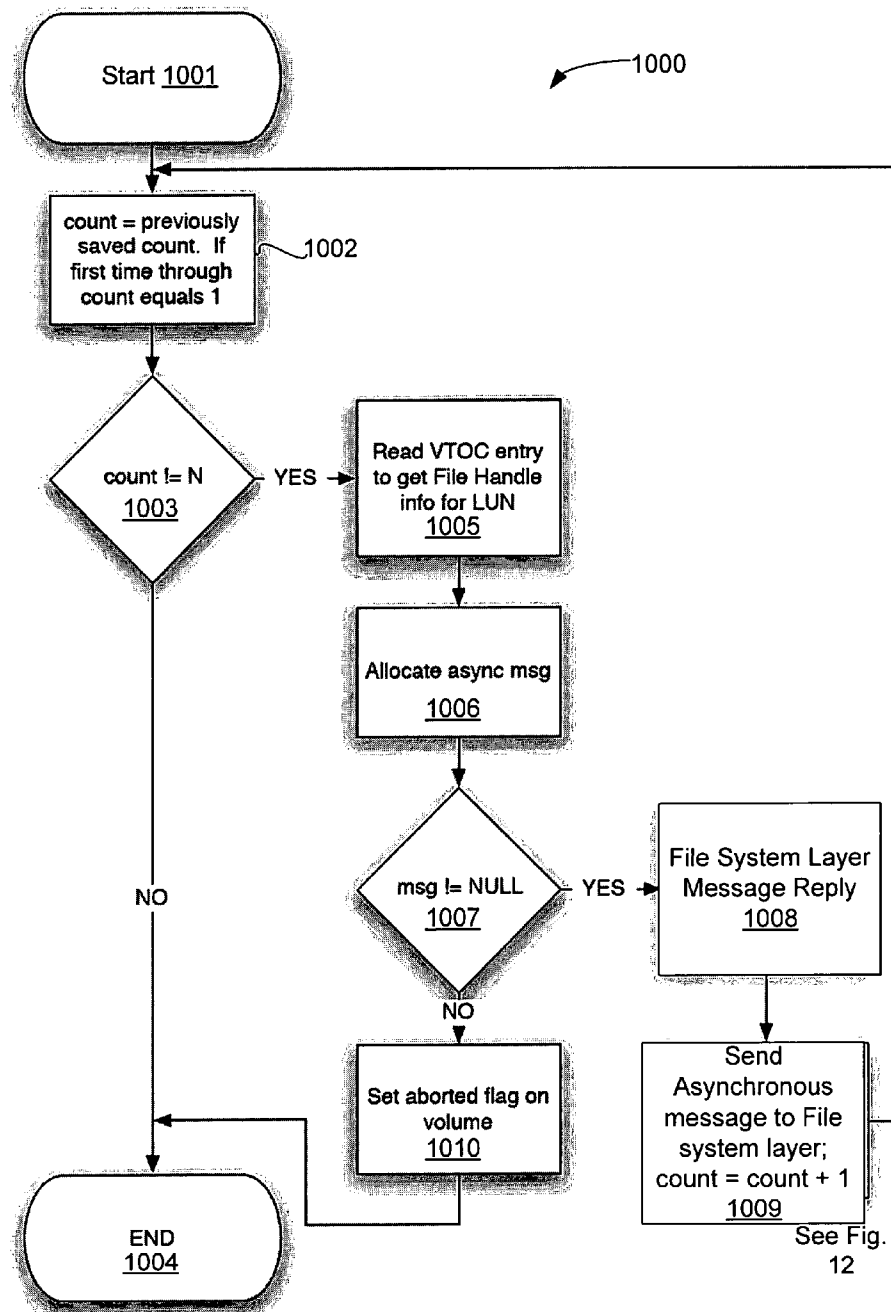 Start 1001
1000
count = previously
saved count. If
first time through
count equals 1
1002
count != N
1003
YES
Read VTOC entry
to get File Handle
info for LUN
1005
Allocate async msg
1006
msg != NULL
1007
YES
File System Layer
Message Reply
1008
NO
NO
Set aborted flag on
volume
1010
Send
Asynchronous
message to File
system layer;
count = count + 1
1009
See Fig.
12
END
1004